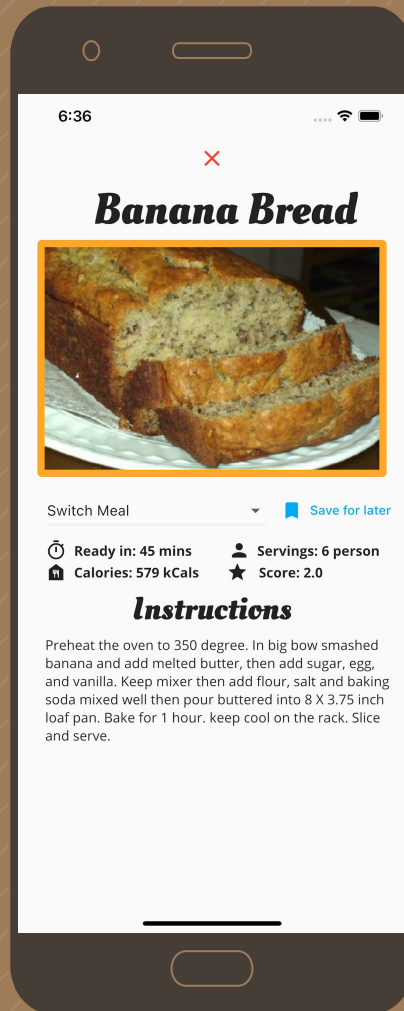 6:36
Banana Bread
Switch Meal
Save for later
Ready in: 45 mins
Servings: 6 person
Calories: 579 kCals
Score: 2.0
Instructions
Preheat the oven to 350 degree. In big bow smashed
banana and add melted butter, then add sugar, egg,
and vanilla. Keep mixer then add flour, salt and baking
soda mixed well then pour buttered into 8 X 3.75 inch
loaf pan. Bake for 1 hour. keep cool on the rack. Slice
and serve.